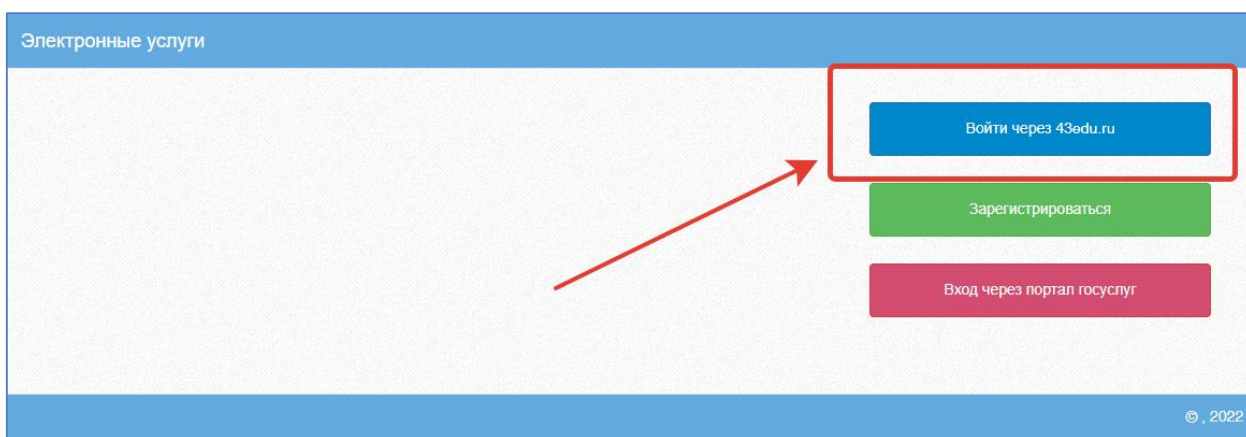 Электронные услуги
Войти через 43edu.ru
Зарегистрироваться
Вход через портал госуслуг
© , 2022